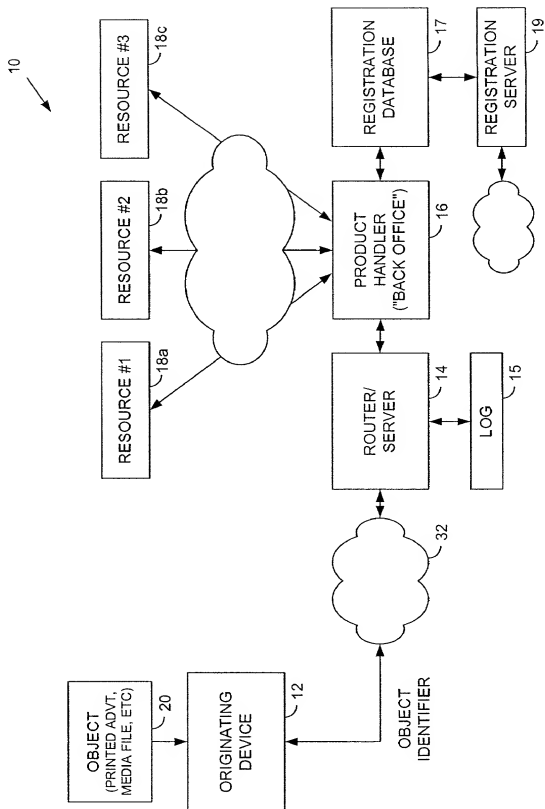 10
RESOURCE #1
18a
RESOURCE #2
18b
RESOURCE #3
18c
OBJECT
(PRINTED ADVT,
MEDIA FILE, ETC)
20
ORIGINATING
DEVICE
12
OBJECT
IDENTIFIER
32
ROUTER/
SERVER
14
LOG
15
PRODUCT
HANDLER
("BACK OFFICE")
16
REGISTRATION
DATABASE
17
REGISTRATION
SERVER
19